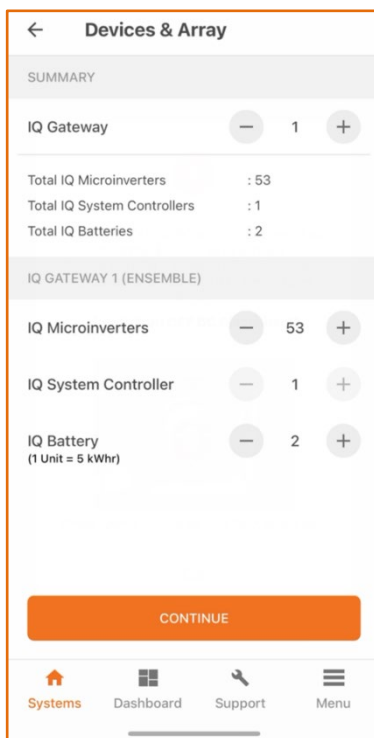 Devices & Array
SUMMARY
IQ Gateway 1
Total IQ Microinverters : 53
Total IQ System Controllers : 1
Total IQ Batteries : 2
IQ GATEWAY 1 (ENSEMBLE)
IQ Microinverters 53
IQ System Controller 1
IQ Battery 2
(1 Unit = 5 kWhr)
CONTINUE
Systems Dashboard Support Menu